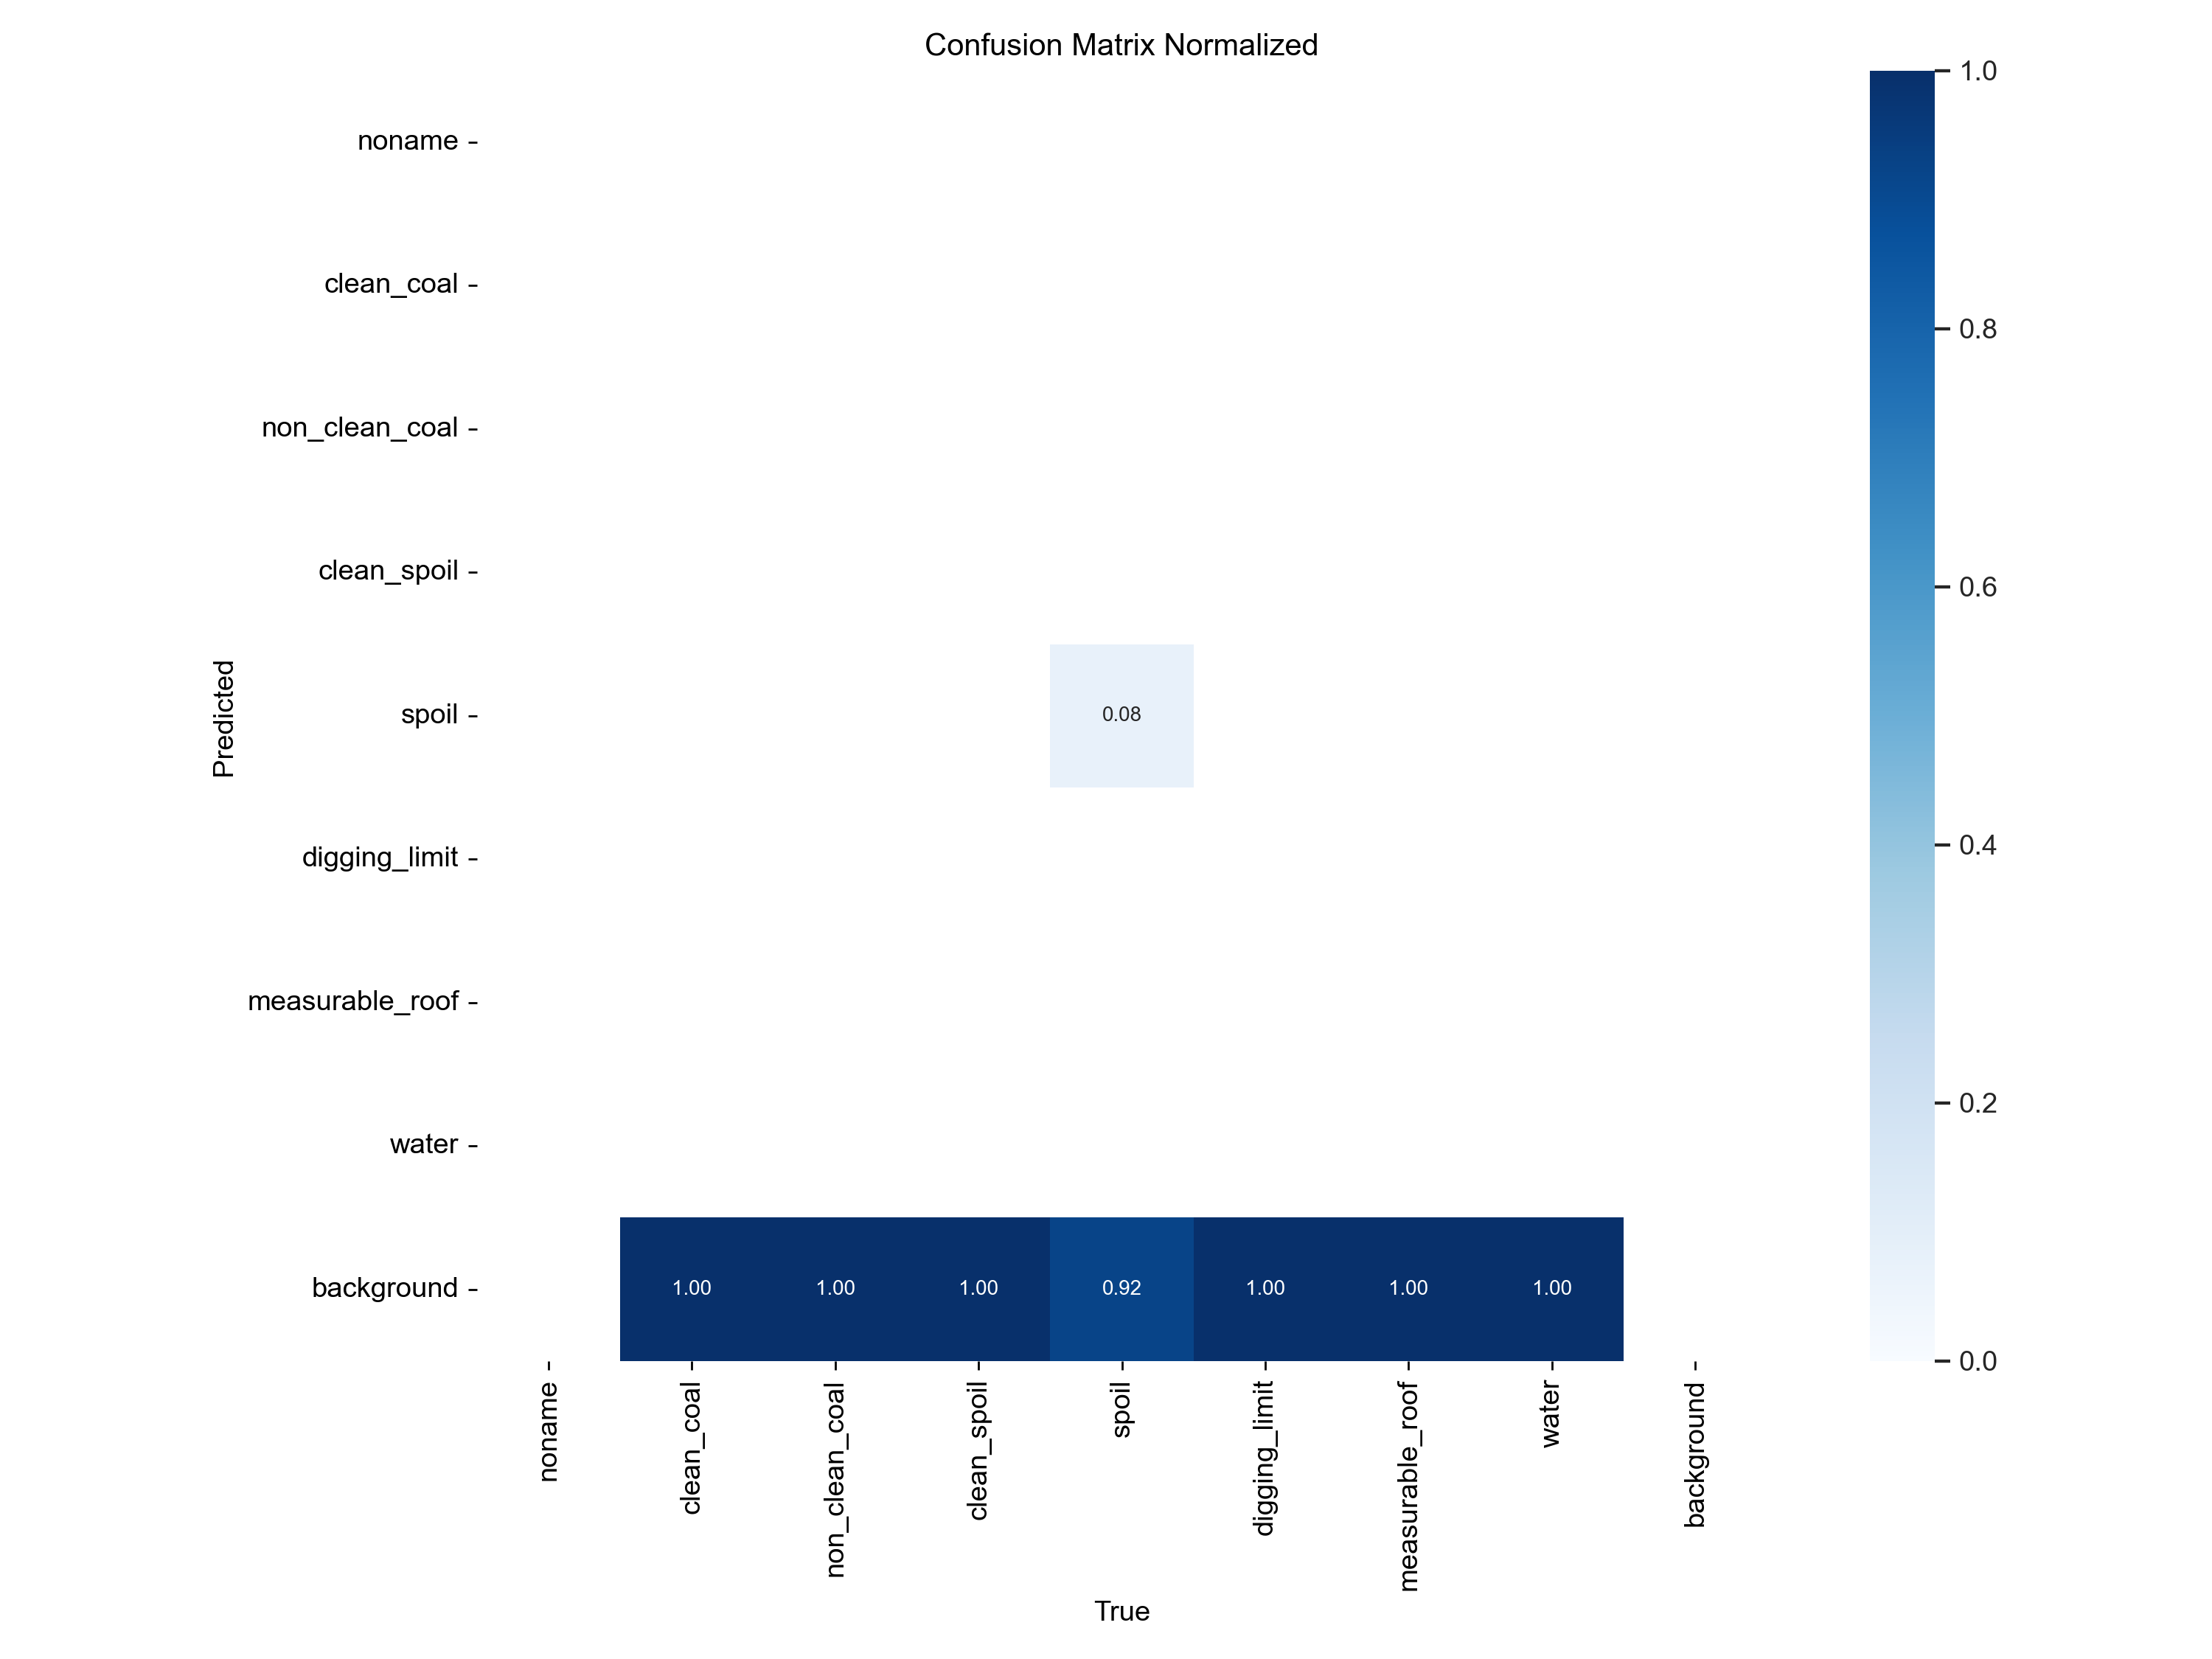 Confusion Matrix Normalized
noname
clean_coal
non_clean_coal
clean_spoil
spoil
digging_limit
measurable_roof
water
background
Predicted
0.08
1.00 1.00 1.00 0.92 1.00 1.00 1.00
noname
clean_coal
non_clean_coal
clean_spoil
spoil
digging_limit
measurable_roof
water
background
True
1.0
0.8
0.6
0.4
0.2
0.0